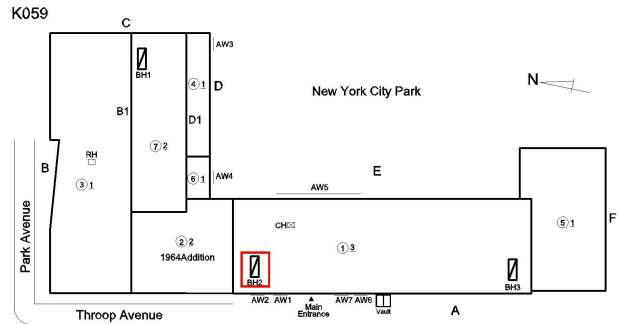 K059
C
AW3
BH1
④ 1
D
New York City Park
N
B1
D1
RH
⑦ 2
B
③ 1
⑥ 1
AW4
E
AW5
⑤ 1
F
Park Avenue
CH
② 2
1964Addition
① 3
BH2
BH3
AW2 AW1
Main
Entrance
AW7 AW6
Vault
A
Throop Avenue